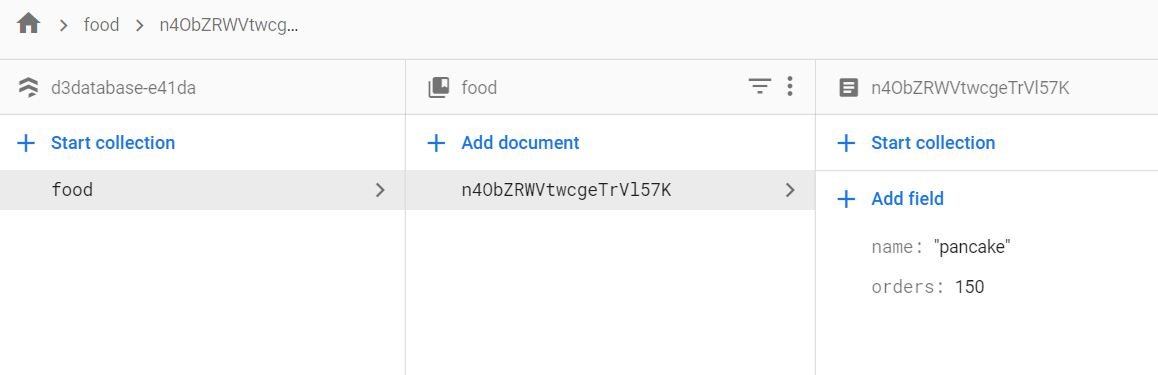 food
n4ObZRWVtwcg...
d3database-e41da
food
n4ObZRWVtwcgeTrVl57K
Start collection
Add document
Start collection
food
n4ObZRWVtwcgeTrVl57K
Add field
name: "pancake"
orders: 150